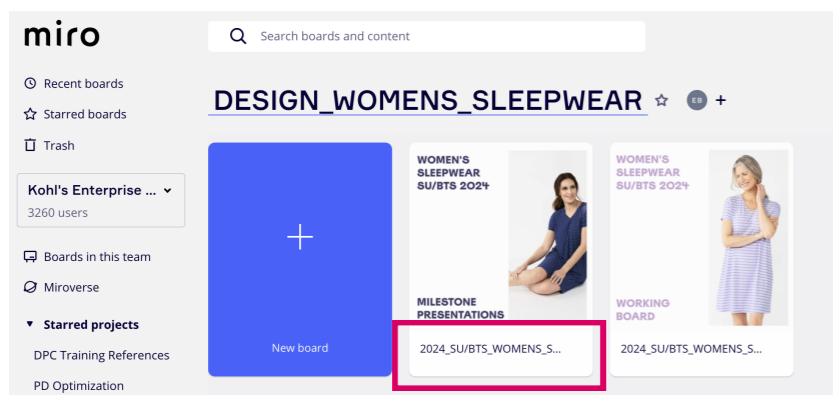 miro
Search boards and content
Recent boards
Starred boards
Trash
Kohl's Enterprise ...
3260 users
Boards in this team
Miroverse
Starred projects
DPC Training References
PD Optimization
DESIGN_WOMENS_SLEEPWEAR
EB
+
New board
WOMEN'S
SLEEPWEAR
SU/BTS 2024
MILESTONE
PRESENTATIONS
2024_SU/BTS_WOMENS_S...
WOMEN'S
SLEEPWEAR
SU/BTS 2024
WORKING
BOARD
2024_SU/BTS_WOMENS_S...